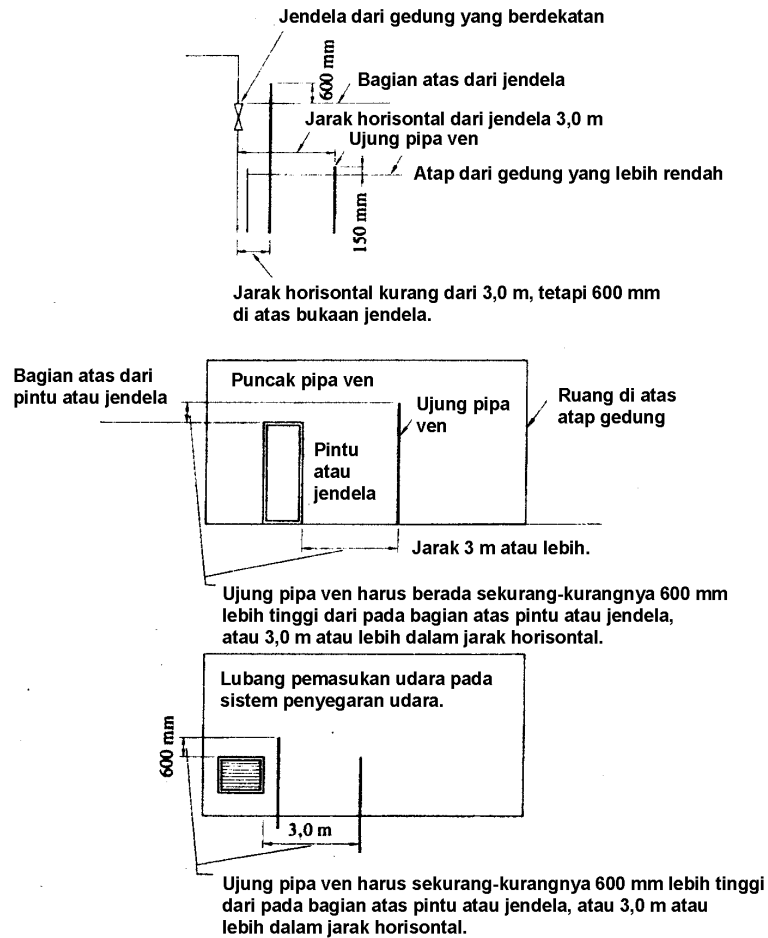 Jendela dari gedung yang berdekatan
600 mm
Bagian atas dari jendela
Jarak horisontal dari jendela 3,0 m
Ujung pipa ven
Atap dari gedung yang lebih rendah
150 mm
Jarak horisontal kurang dari 3,0 m, tetapi 600 mm
di atas bukaan jendela.
Bagian atas dari
pintu atau jendela
Puncak pipa ven
Ujung pipa
ven
Ruang di atas
atap gedung
Pintu
atau
jendela
Jarak 3 m atau lebih.
Ujung pipa ven harus berada sekurang-kurangnya 600 mm
lebih tinggi dari pada bagian atas pintu atau jendela,
atau 3,0 m atau lebih dalam jarak horisontal.
Lubang pemasukan udara pada
sistem penyegaran udara.
600 mm
3,0 m
Ujung pipa ven harus sekurang-kurangnya 600 mm lebih tinggi
dari pada bagian atas pintu atau jendela, atau 3,0 m atau
lebih dalam jarak horisontal.